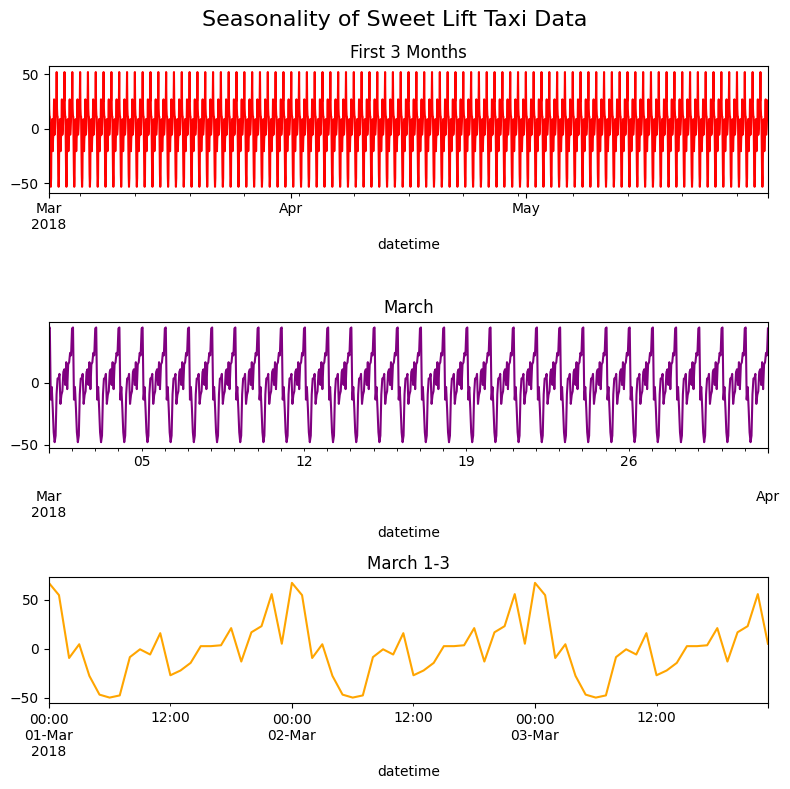 Seasonality of Sweet Lift Taxi Data
First 3 Months
50
0
−50
Mar
2018
Apr
May
datetime
March
0
−50
05
12
19
26
Mar
2018
Apr
datetime
March 1-3
50
0
−50
00:00
01-Mar
2018
12:00
00:00
02-Mar
12:00
00:00
03-Mar
12:00
datetime